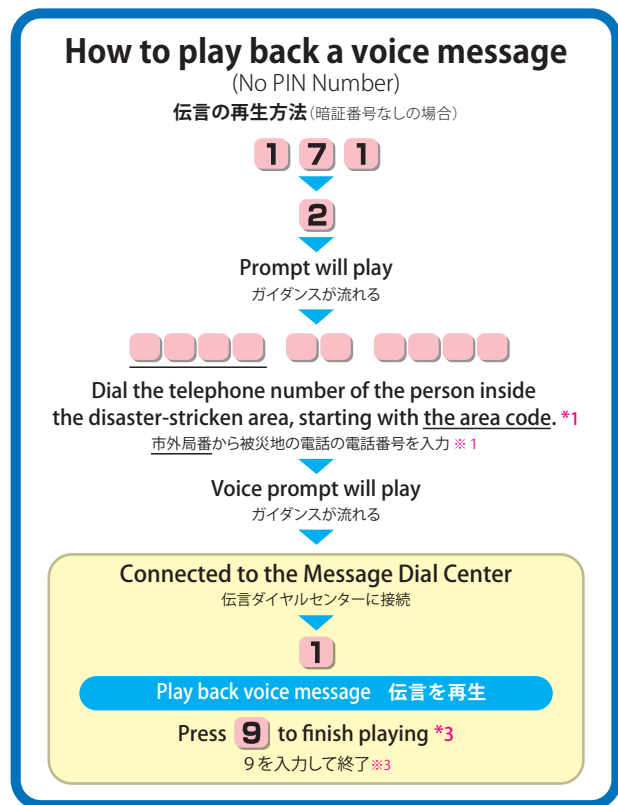 How to play back a voice message
(No PIN Number)
伝言の再生方法(暗証番号なしの場合)
1 7 1
2
Prompt will play
ガイダンスが流れる
Dial the telephone number of the person inside
the disaster-stricken area, starting with the area code. *1
市外局番から被災地の電話の電話番号を入力 ※1
Voice prompt will play
ガイダンスが流れる
Connected to the Message Dial Center
伝言ダイヤルセンターに接続
1
Play back voice message 伝言を再生
Press 9 to finish playing *3
9を入力して終了※3